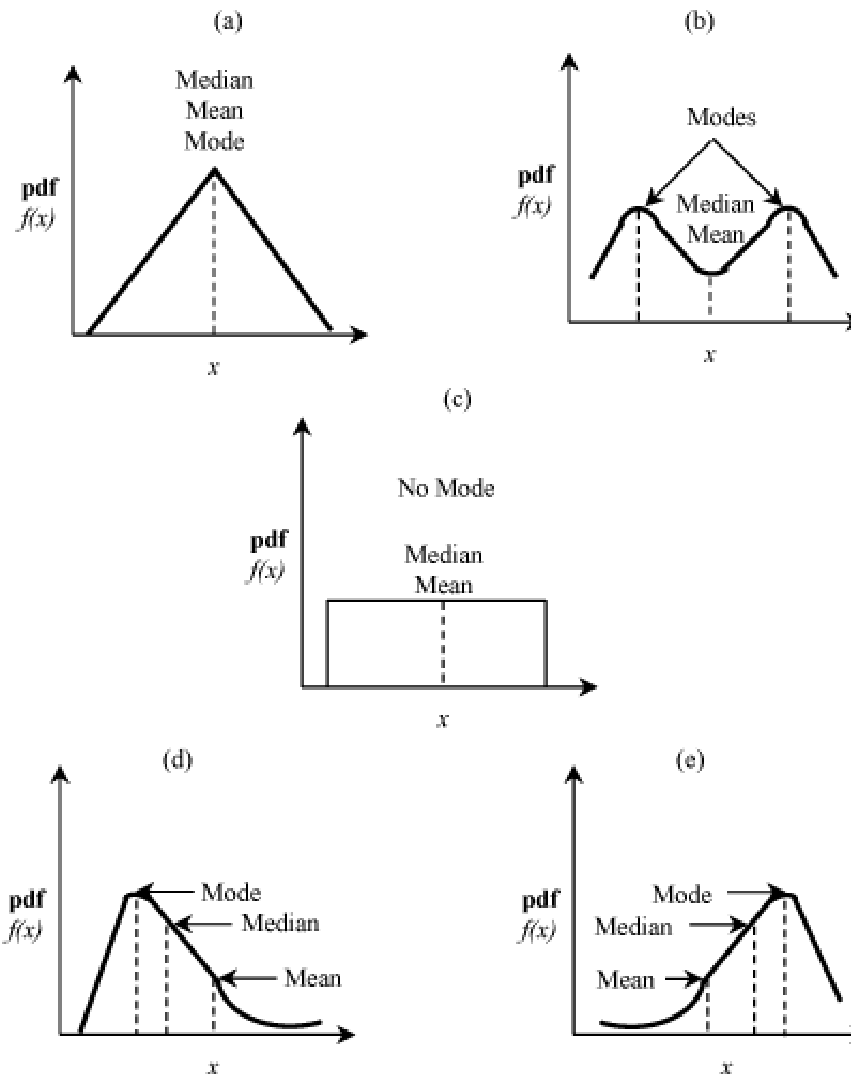 (a)
Median
Mean
Mode
pdf
f(x)
x
(b)
Modes
Median
Mean
pdf
f(x)
x
(c)
No Mode
Median
Mean
pdf
f(x)
x
(d)
Mode
Median
Mean
pdf
f(x)
x
(e)
Mode
Median
Mean
pdf
f(x)
x